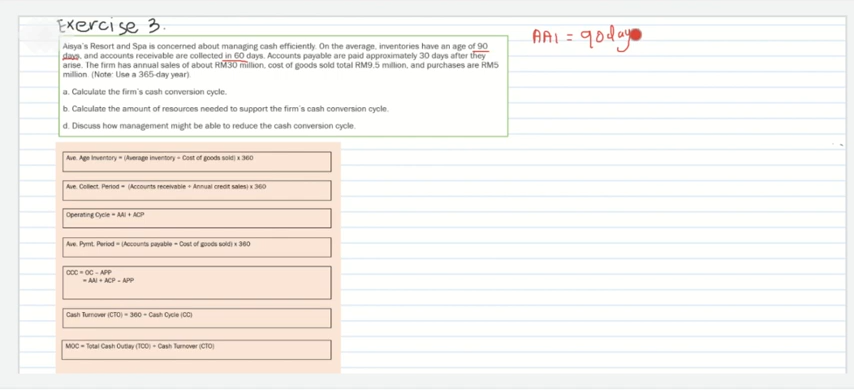 Exercise 3.
Aisya's Resort and Spa is concerned about managing cash efficiently. On the average, inventories have an age of 90
days, and accounts receivable are collected in 60 days. Accounts payable are paid approximately 30 days after they
arise. The firm has annual sales of about RM30 million, cost of goods sold total RM9.5 million, and purchases are RM5
million. (Note: Use a 365-day year)
a. Calculate the firm's cash conversion cycle.
b. Calculate the amount of resources needed to support the firm's cash conversion cycle.
d. Discuss how management might be able to reduce the cash conversion cycle.
AAI = 90 days
Ave. Age Inventory = (Average inventory ÷ Cost of goods sold) x 360
Ave. Collect. Period = (Accounts receivable ÷ Annual credit sales) x 360
Operating Cycle = AAI + ACP
Ave. Pymt. Period = (Accounts payable ÷ Cost of goods sold) x 360
CCC = OC - APP
= AAI + ACP - APP
Cash Turnover (CTO) = 360 ÷ Cash Cycle (CC)
MOC = Total Cash Outlay (TCO) ÷ Cash Turnover (CTO)